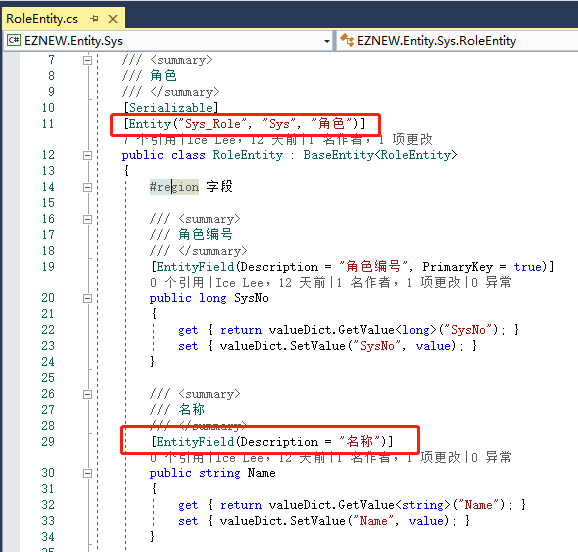 RoleEntity.cs
EZNEW.Entity.Sys EZNEW.Entity.Sys.RoleEntity
7 /// <summary>
8 /// 角色
9 /// </summary>
10 [Serializable]
11 [Entity("Sys_Role", "Sys", "角色")]
7 个引用|Ice Lee，12 天前|1 名作者，1 项更改
12 public class RoleEntity : BaseEntity<RoleEntity>
13 {
14 #region 字段
15
16 /// <summary>
17 /// 角色编号
18 /// </summary>
19 [EntityField(Description = "角色编号", PrimaryKey = true)]
0 个引用|Ice Lee，12 天前|1 名作者，1 项更改|0 异常
20 public long SysNo
21 {
22 get { return valueDict.GetValue<long>("SysNo"); }
23 set { valueDict.SetValue("SysNo", value); }
24 }
25
26 /// <summary>
27 /// 名称
28 /// </summary>
29 [EntityField(Description = "名称")]
0 个引用|Ice Lee，12 天前|1 名作者，1 项更改|0 异常
30 public string Name
31 {
32 get { return valueDict.GetValue<string>("Name"); }
33 set { valueDict.SetValue("Name", value); }
34 }